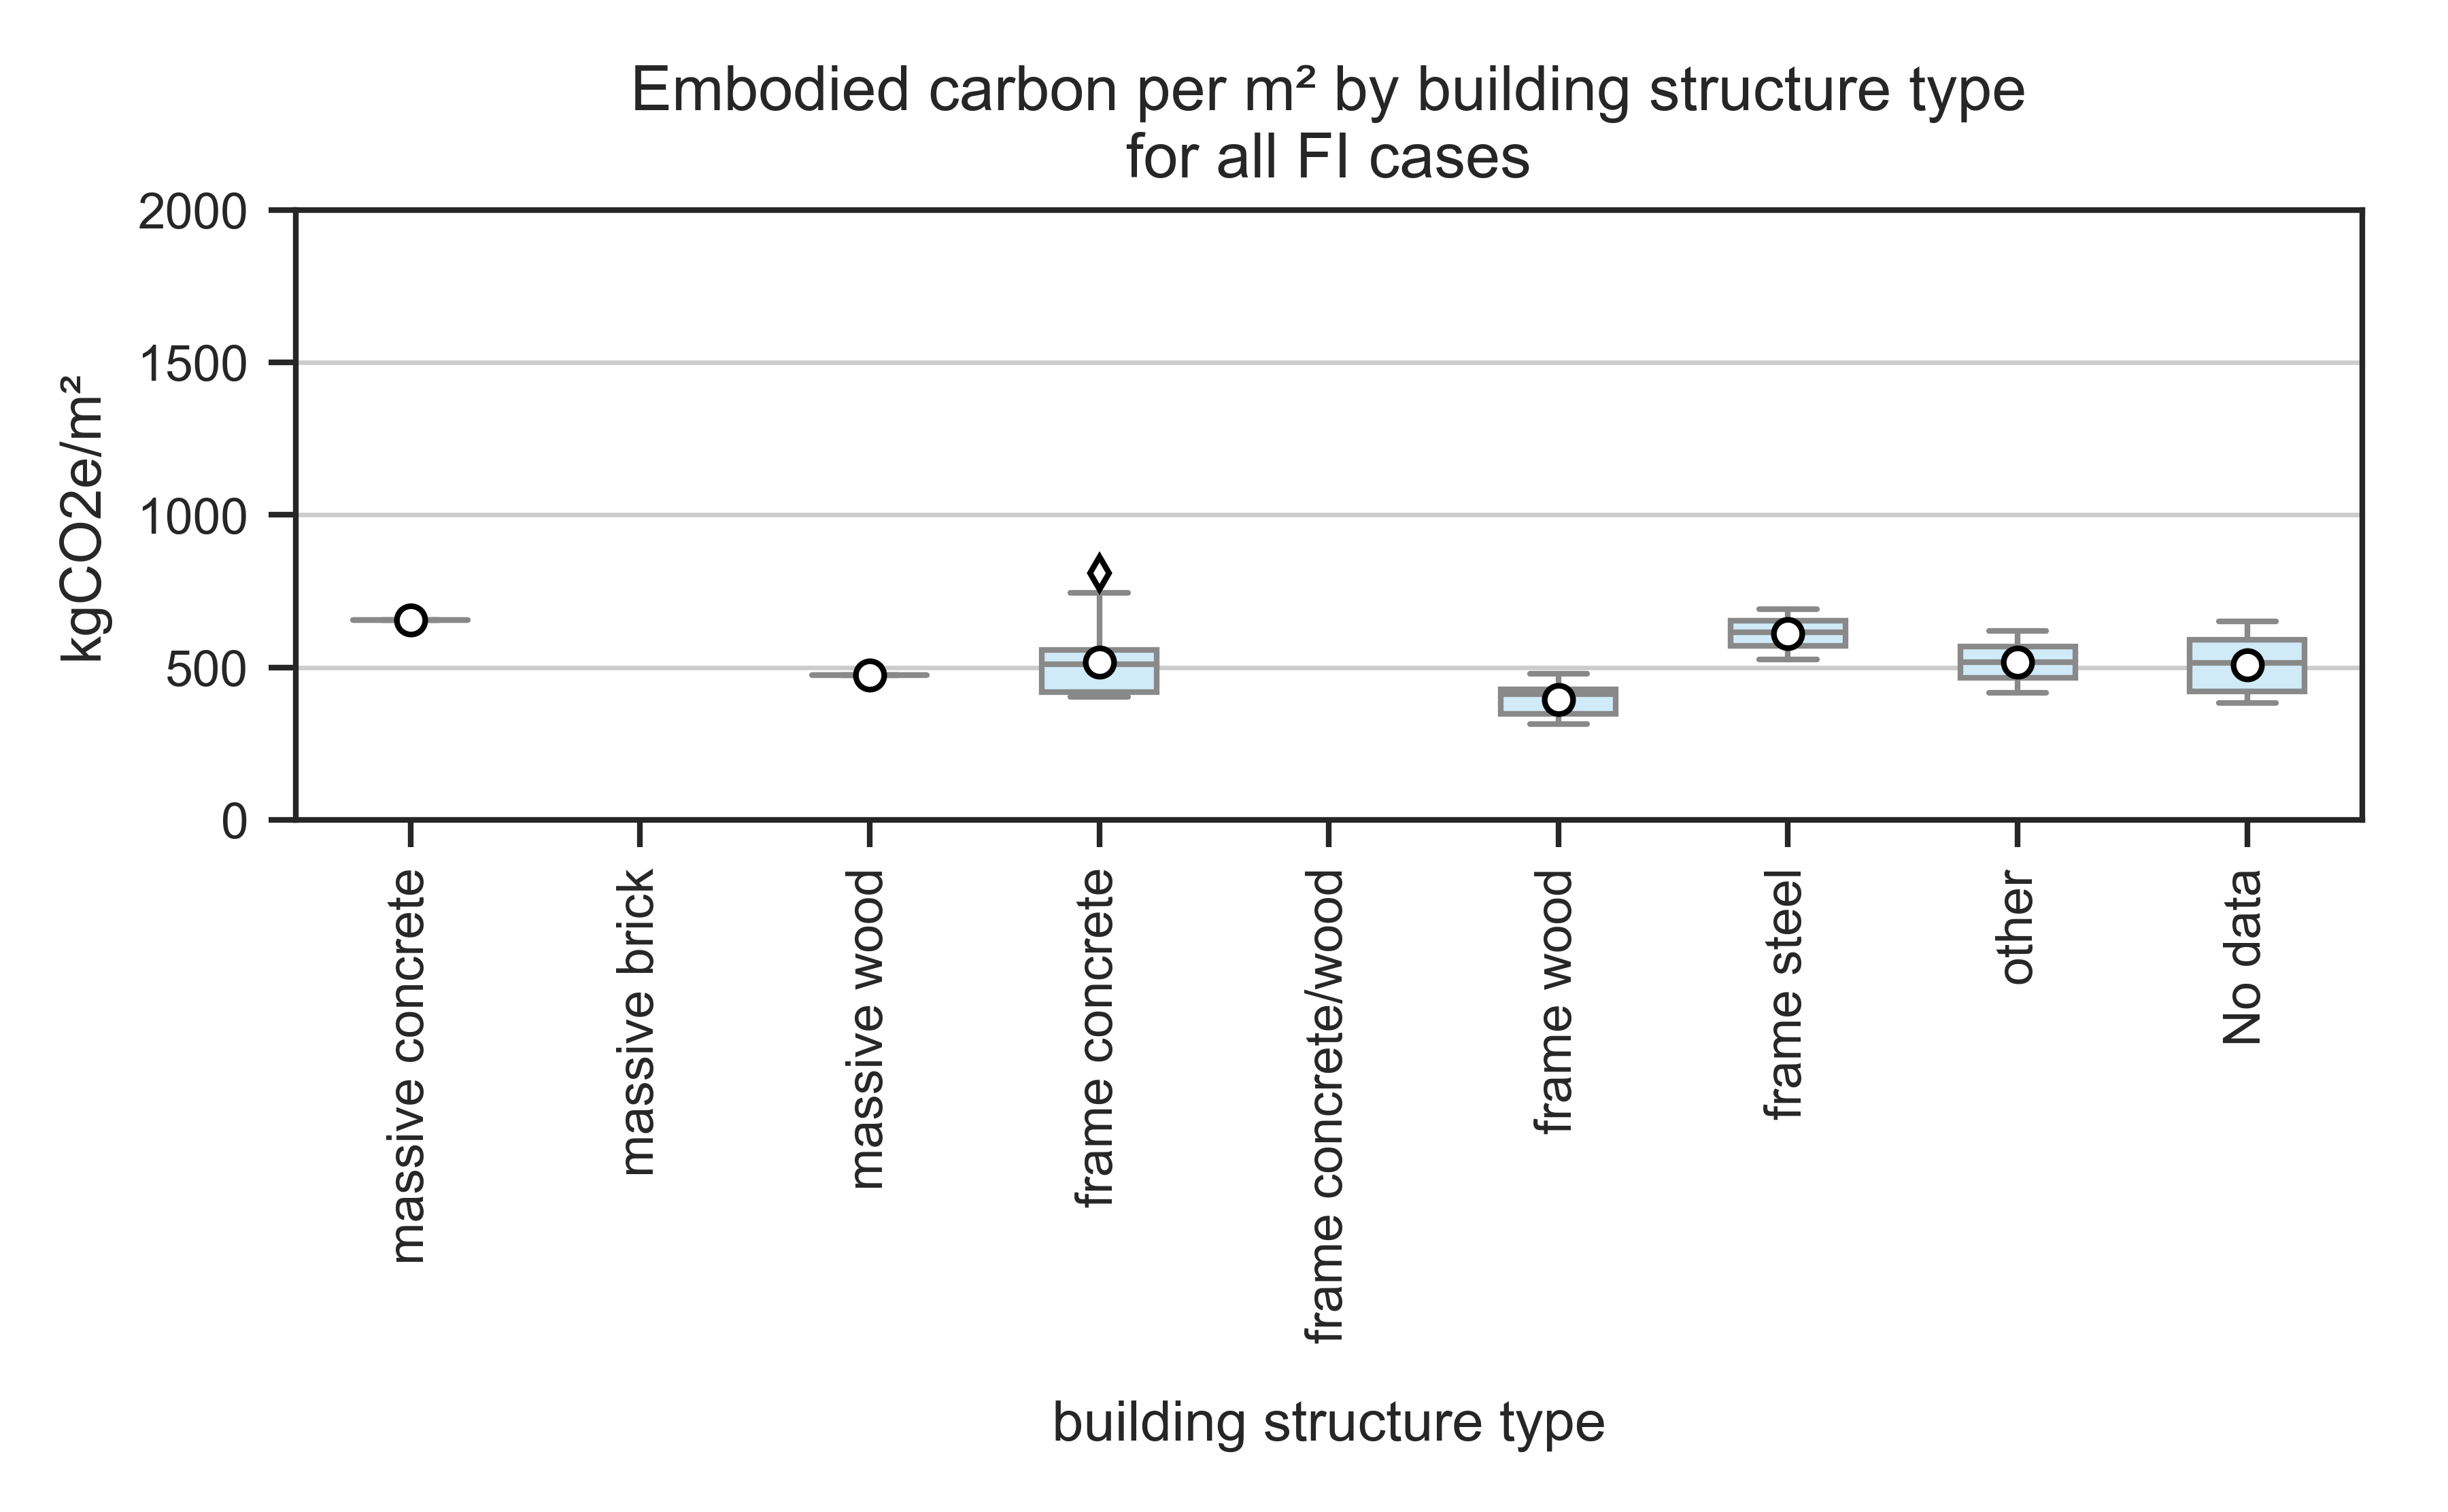 Embodied carbon per m² by building structure type
for all FI cases
kgCO2e/m²
2000
1500
1000
500
0
massive concrete
massive brick
massive wood
frame concrete
frame concrete/wood
frame wood
frame steel
other
No data
building structure type